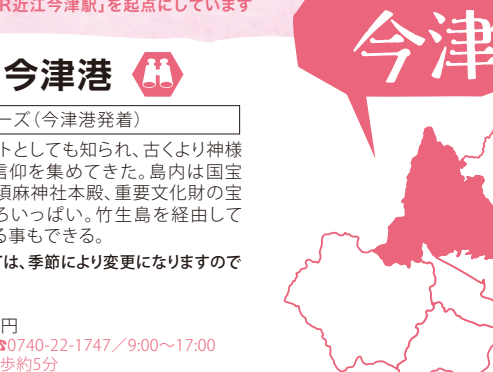 R近江今津駅」を起点にしています
今津
今津港
ーズ（今津港発着）
トとしても知られ、古くより神様
信仰を集めてきた。島内は国宝
須麻神社本殿、重要文化財の宝
ろいっぱい。竹生島を経由して
る事もできる。
ては、季節により変更になりますので
円
☎0740-22-1747／9:00〜17:00
歩約5分